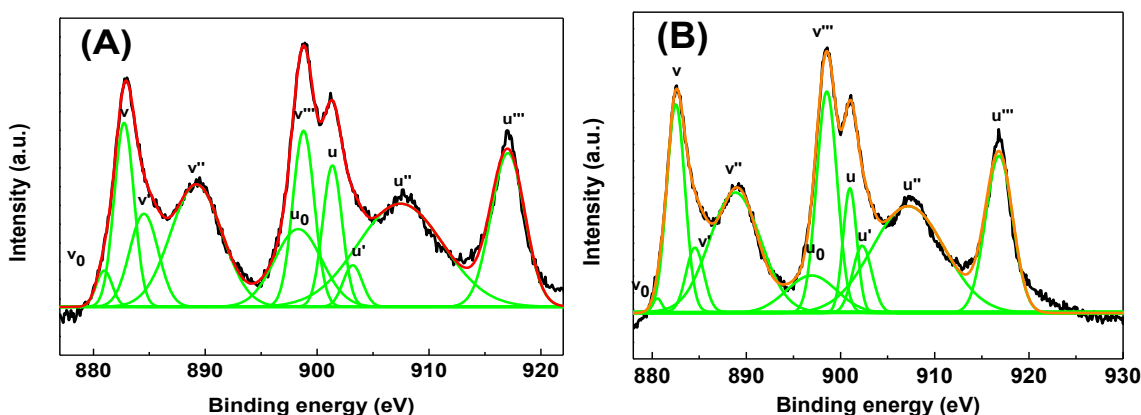 (A)
v
v'''
u'''
v'
v''
u
u''
u₀
u'
v₀
Intensity (a.u.)
880 890 900 910 920
Binding energy (eV)
(B)
v'''
v
u'''
v''
u
u''
v'
u₀
u'
v₀
Intensity (a.u.)
880 890 900 910 920 930
Binding energy (eV)